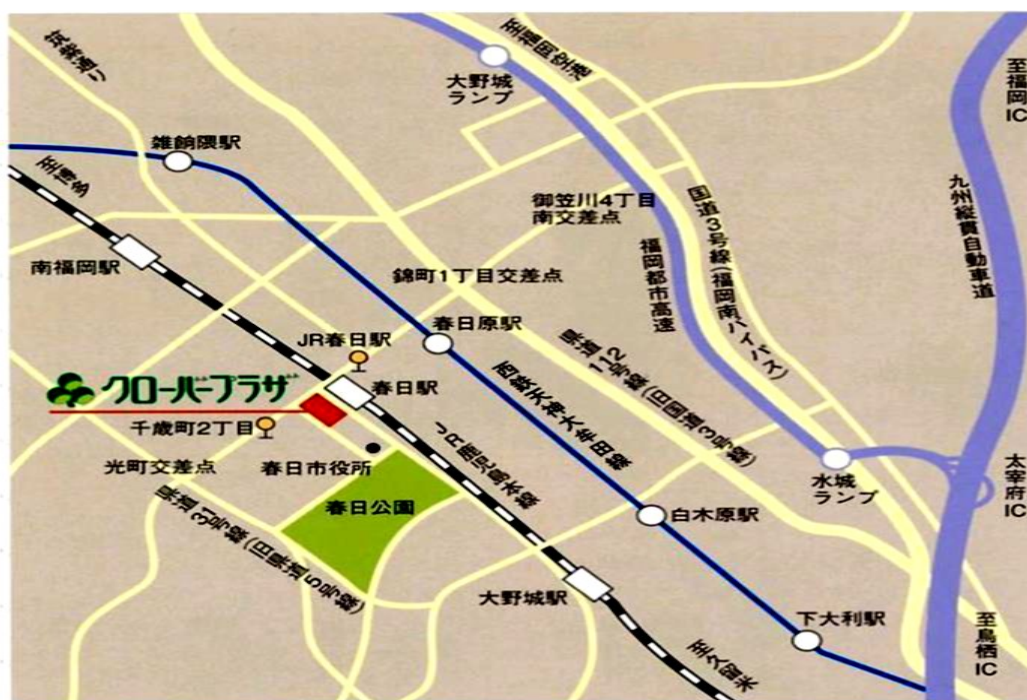 筑紫通り
至福岡空港
大野城
ランプ
至福岡IC
雑餉隈駅
至博多
御笠川4丁目
南交差点
国道3号線(福岡南バイパス)
九州縦貫自動車道
福岡都市高速
南福岡駅
錦町1丁目交差点
春日原駅
JR春日駅
県道112号線(旧国道3号線)
クローバープラザ
春日駅
西鉄天神大牟田線
千歳町2丁目
JR鹿児島本線
光町交差点
春日市役所
水城
ランプ
太宰府IC
県道31号線(旧県道5号線)
春日公園
白木原駅
大野城駅
下大利駅
至鳥栖IC
至久留米